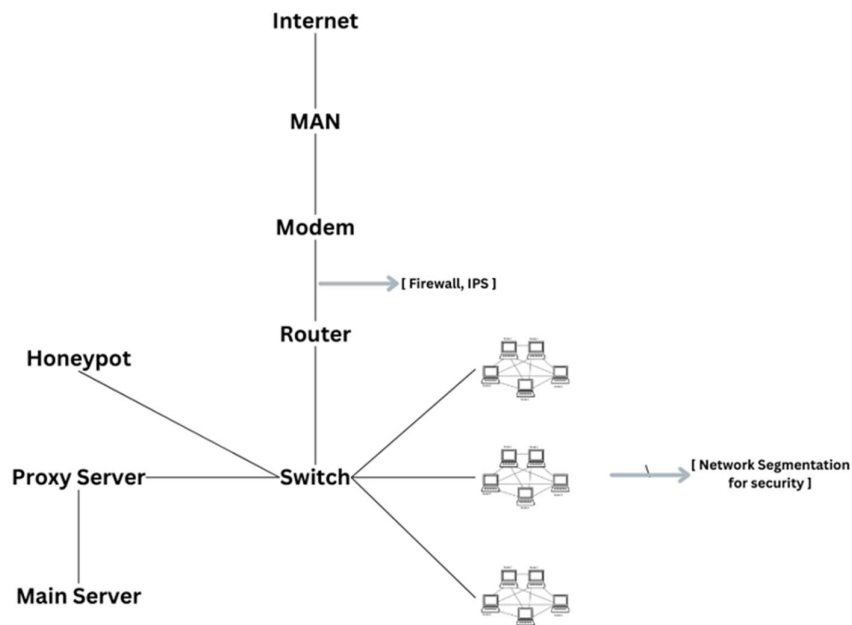 Internet
MAN
Modem
[ Firewall, IPS ]
Router
Honeypot
Proxy Server
Switch
[ Network Segmentation
for security ]
Main Server